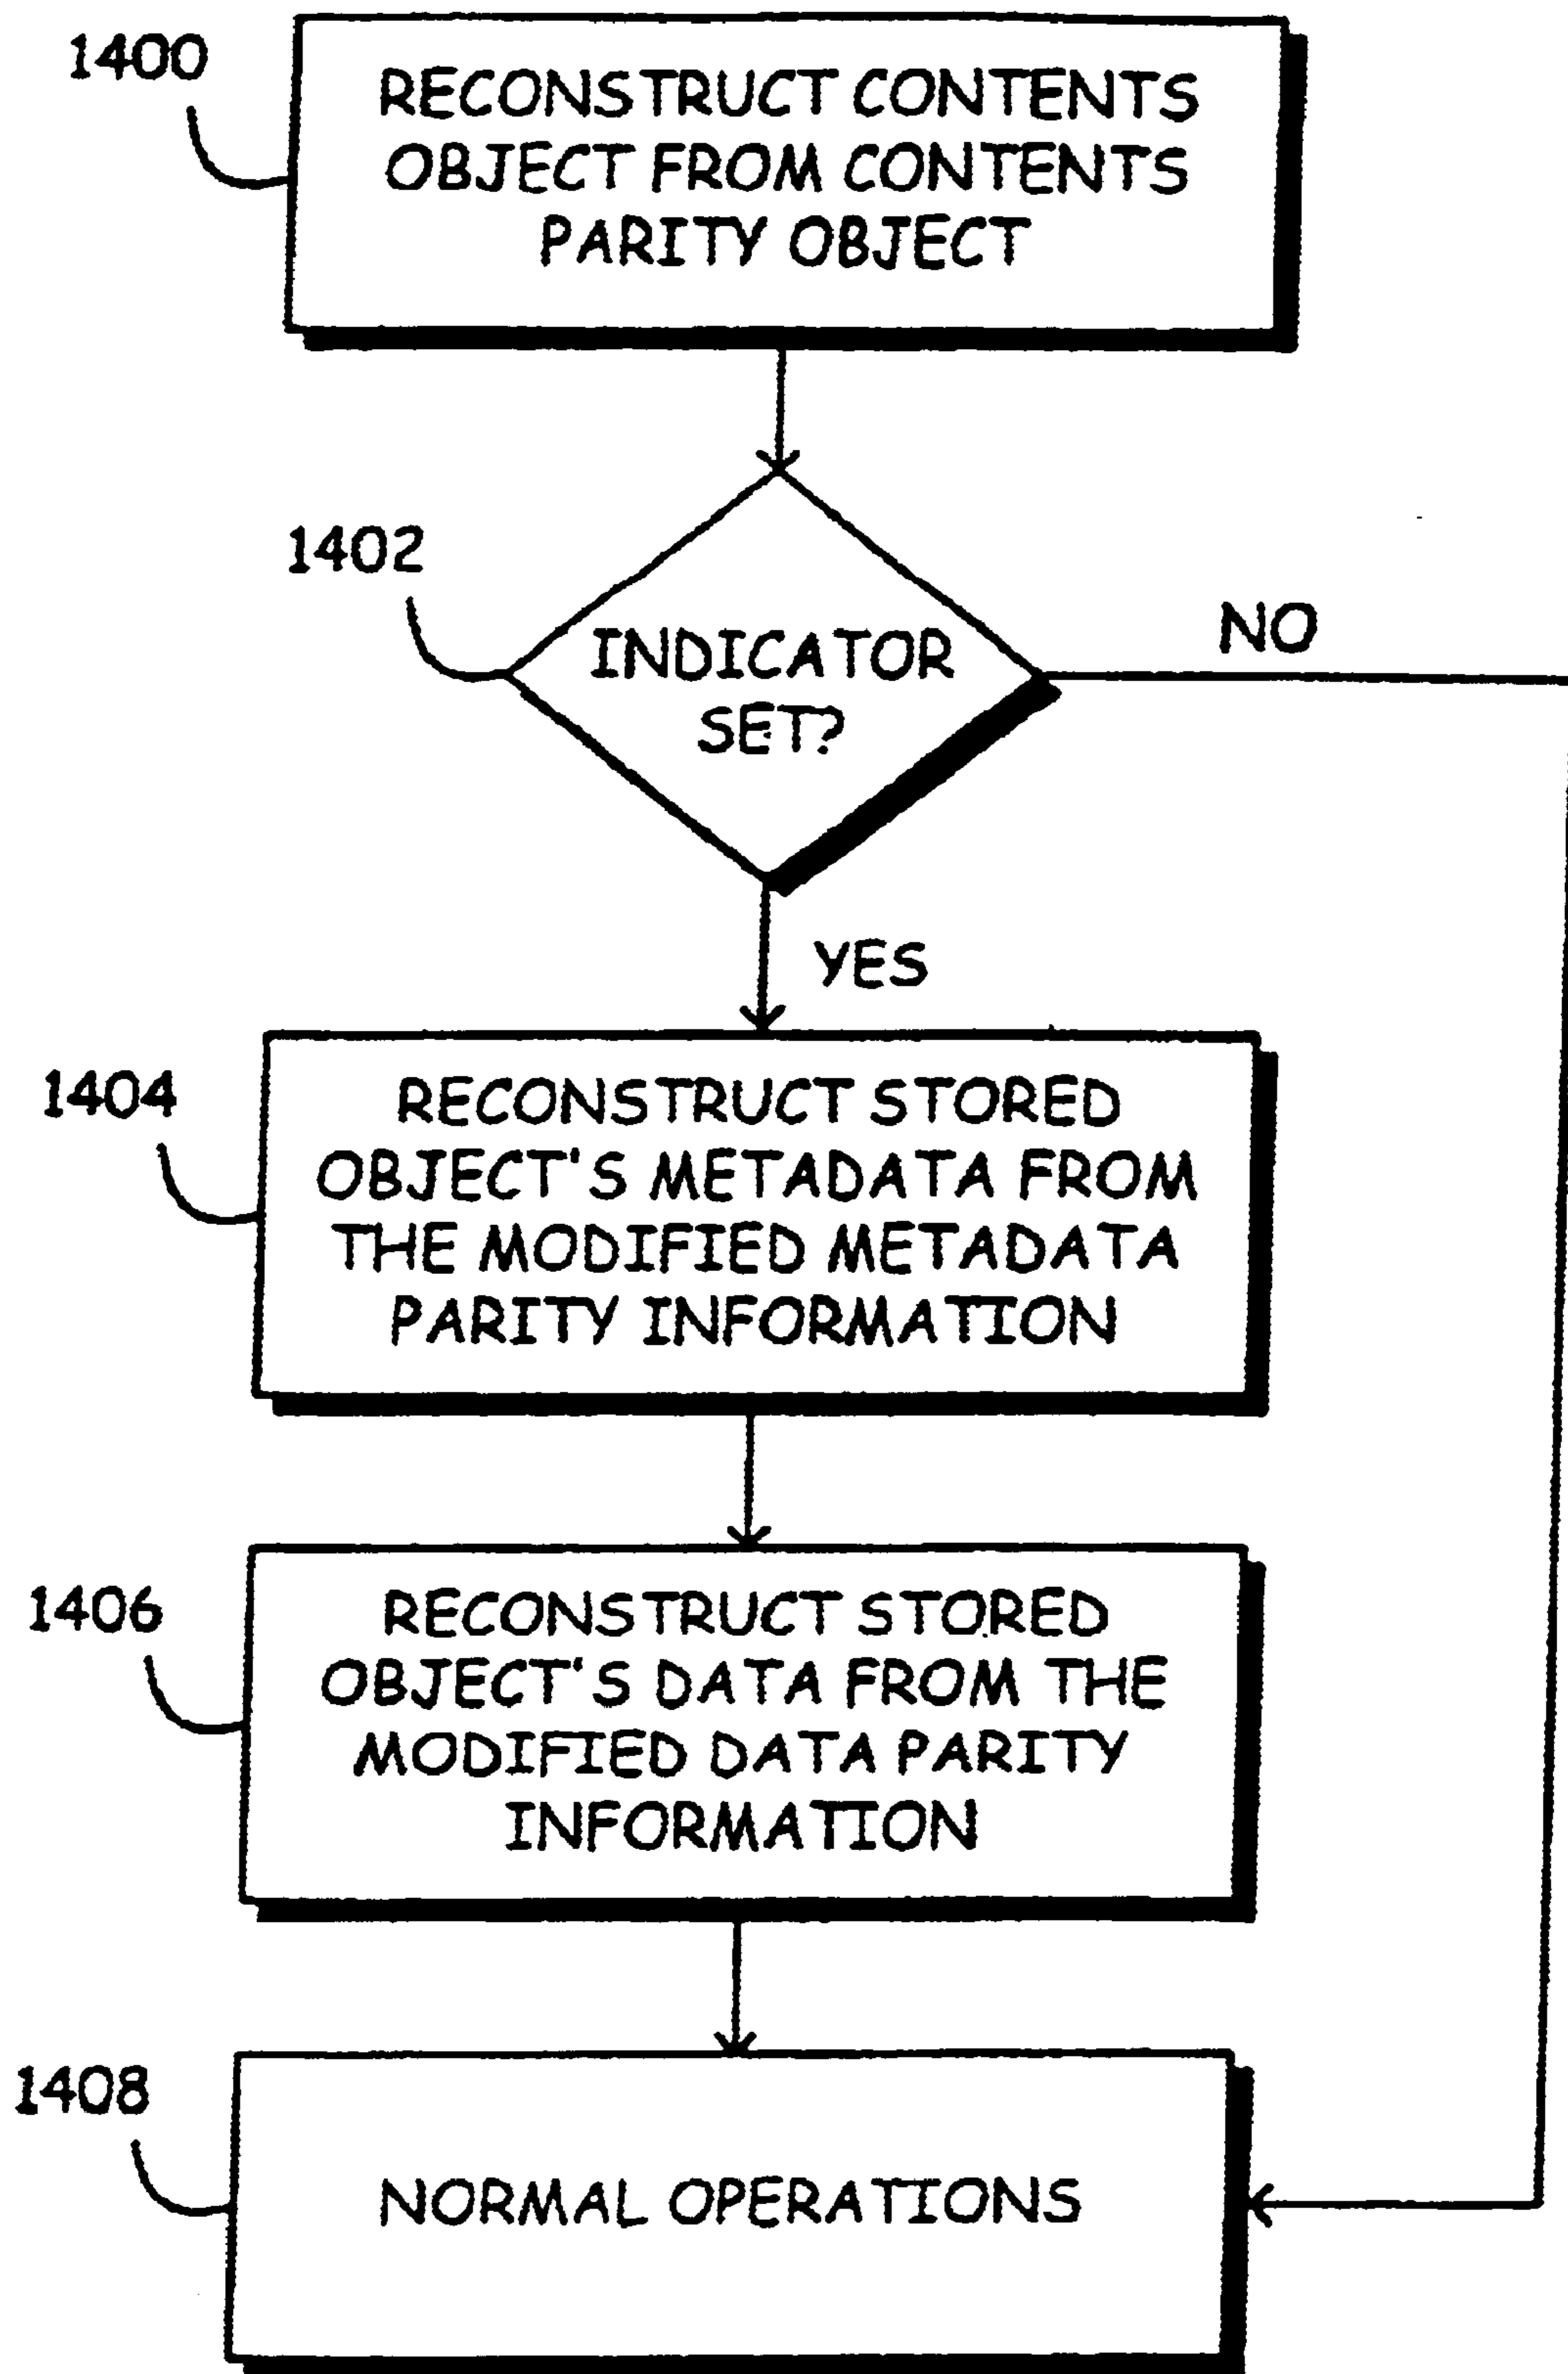 1400
RECONSTRUCT CONTENTS
OBJECT FROM CONTENTS
PARITY OBJECT
1402
INDICATOR
SET?
NO
YES
1404
RECONSTRUCT STORED
OBJECT'S METADATA FROM
THE MODIFIED METADATA
PARITY INFORMATION
1406
RECONSTRUCT STORED
OBJECT'S DATA FROM THE
MODIFIED DATA PARITY
INFORMATION
1408
NORMAL OPERATIONS